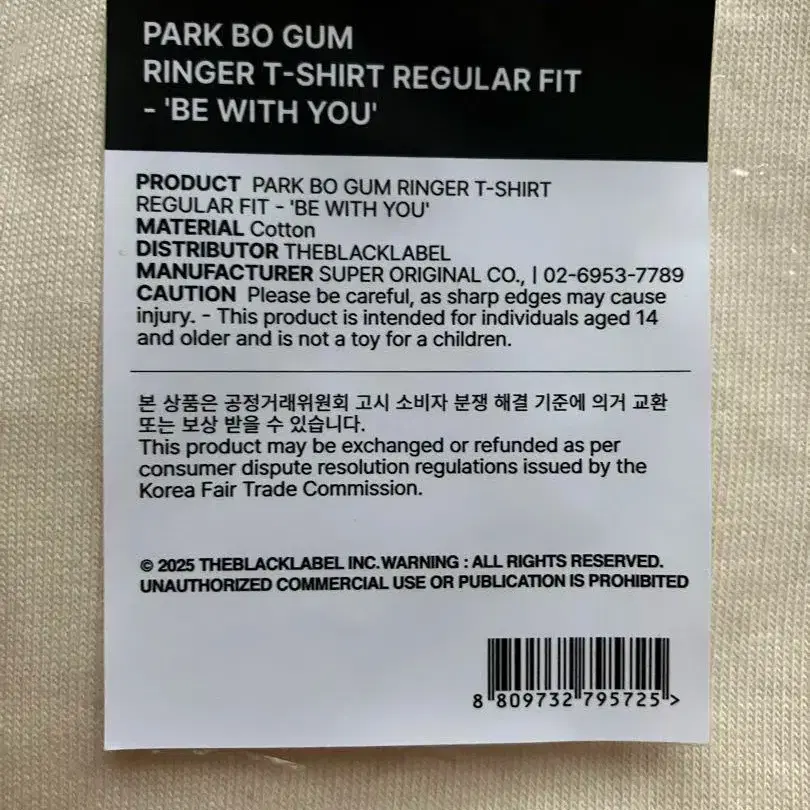 PARK BO GUM
RINGER T-SHIRT REGULAR FIT
- 'BE WITH YOU'
PRODUCT PARK BO GUM RINGER T-SHIRT
REGULAR FIT - 'BE WITH YOU'
MATERIAL Cotton
DISTRIBUTOR THEBLACKLABEL
MANUFACTURER SUPER ORIGINAL CO., | 02-6953-7789
CAUTION Please be careful, as sharp edges may cause
injury. - This product is intended for individuals aged 14
and older and is not a toy for a children.
본 상품은 공정거래위원회 고시 소비자 분쟁 해결 기준에 의거 교환
또는 보상 받을 수 있습니다.
This product may be exchanged or refunded as per
consumer dispute resolution regulations issued by the
Korea Fair Trade Commission.
© 2025 THEBLACKLABEL INC.WARNING : ALL RIGHTS RESERVED.
UNAUTHORIZED COMMERCIAL USE OR PUBLICATION IS PROHIBITED
8 809732 795725 >